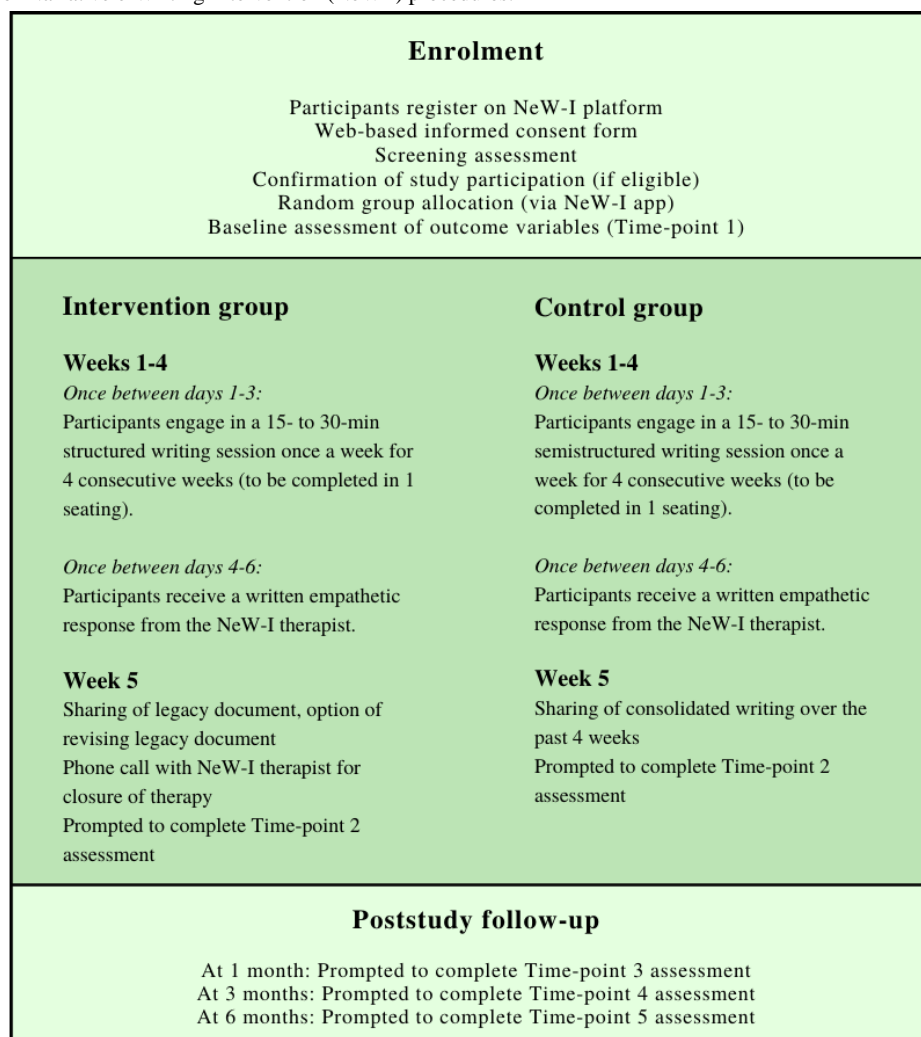 Enrolment
Participants register on NeW-I platform
Web-based informed consent form
Screening assessment
Confirmation of study participation (if eligible)
Random group allocation (via NeW-I app)
Baseline assessment of outcome variables (Time-point 1)
Intervention group
Weeks 1-4
Once between days 1-3:
Participants engage in a 15- to 30-min
structured writing session once a week for
4 consecutive weeks (to be completed in 1
seating).
Once between days 4-6:
Participants receive a written empathetic
response from the NeW-I therapist.
Week 5
Sharing of legacy document, option of
revising legacy document
Phone call with NeW-I therapist for
closure of therapy
Prompted to complete Time-point 2
assessment
Control group
Weeks 1-4
Once between days 1-3:
Participants engage in a 15- to 30-min
semistructured writing session once a
week for 4 consecutive weeks (to be
completed in 1 seating).
Once between days 4-6:
Participants receive a written empathetic
response from the NeW-I therapist.
Week 5
Sharing of consolidated writing over the
past 4 weeks
Prompted to complete Time-point 2
assessment
Poststudy follow-up
At 1 month: Prompted to complete Time-point 3 assessment
At 3 months: Prompted to complete Time-point 4 assessment
At 6 months: Prompted to complete Time-point 5 assessment